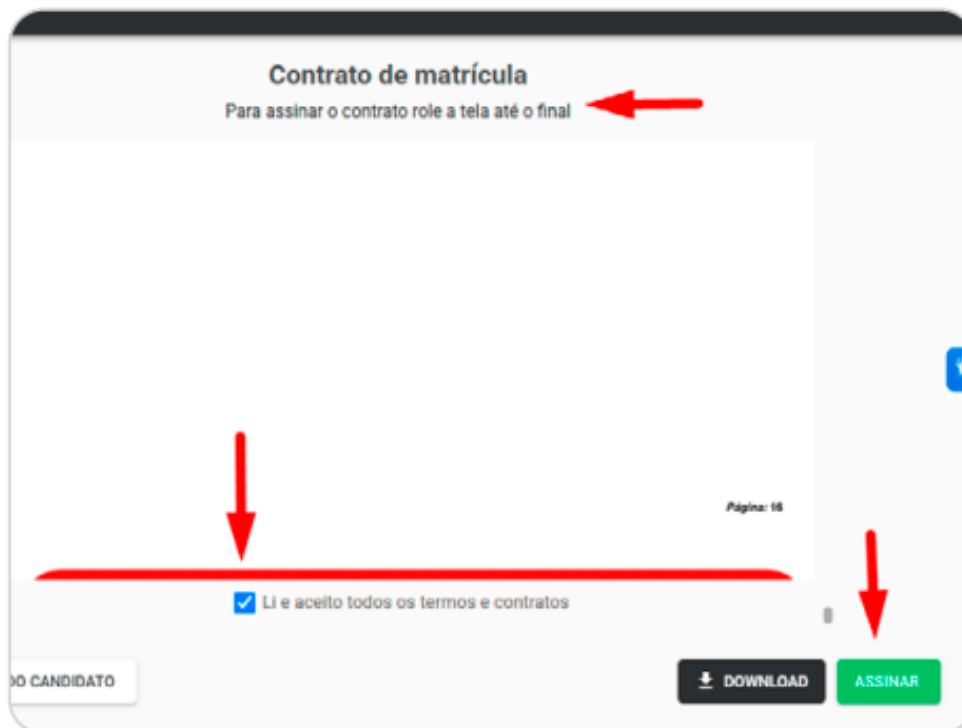 Contrato de matrícula
Para assinar o contrato role a tela até o final
Página: 16
Li e aceito todos os termos e contratos
DO CANDIDATO
DOWNLOAD
ASSINAR